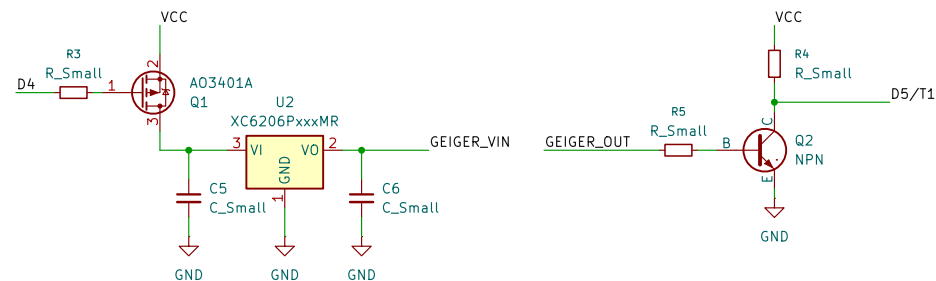 VCC
R3
R_Small
D4
1
2
3
AO3401A
Q1
U2
XC6206PxxxMR
3
VI
VO
2
GND
1
GEIGER_VIN
C5
C_Small
C6
C_Small
GND
GND
GND
VCC
R4
R_Small
D5/T1
GEIGER_OUT
R5
R_Small
B
C
E
Q2
NPN
GND